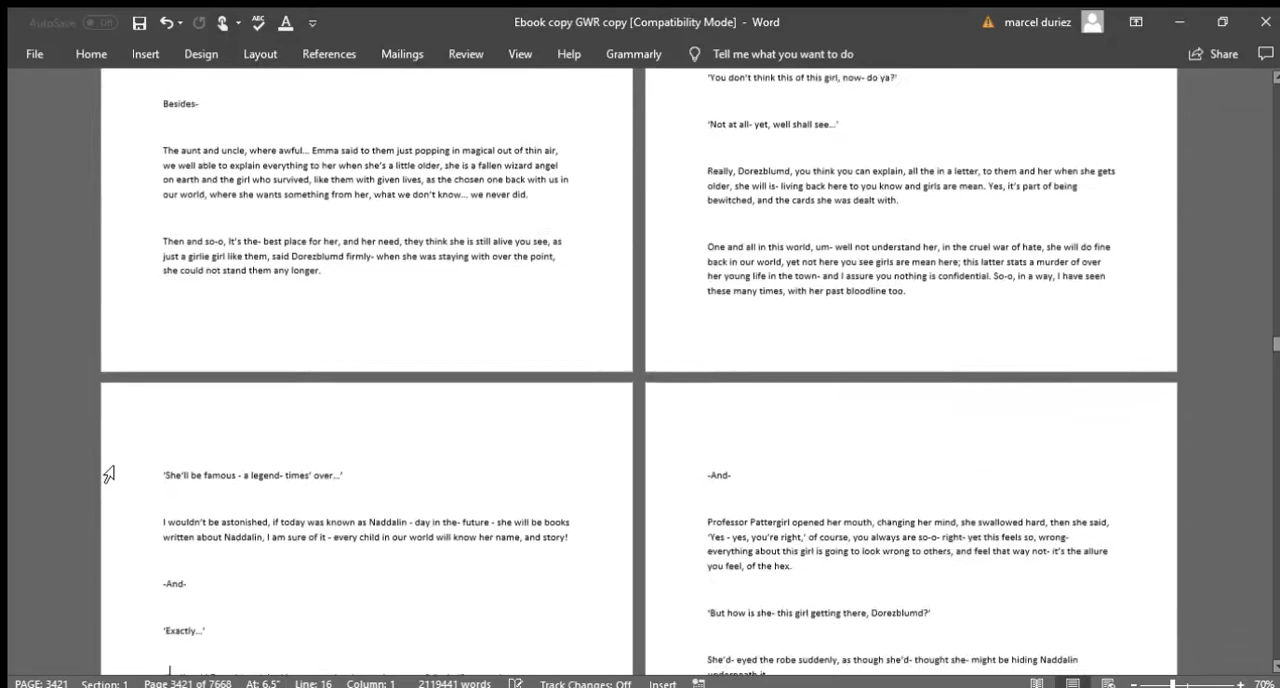 AutoSave Off
Ebook copy GWR copy [Compatibility Mode] - Word
marcel duriez
File Home Insert Design Layout References Mailings Review View Help Grammarly Tell me what you want to do Share
Besides-
The aunt and uncle, where awful... Emma said to them just popping in magical out of thin air,
we well able to explain everything to her when she's a little older, she is a fallen wizard angel
on earth and the girl who survived, like them with given lives, as the chosen one back with us in
our world, where she wants something from her, what we don't know... we never did.
Then and so-o, It's the- best place for her, and her need, they think she is still alive you see, as
just a girlie girl like them, said Dorezblumd firmly- when she was staying with over the point,
she could not stand them any longer.
'You don't think this of this girl, now- do ya?'
'Not at all- yet, well shall see...'
Really, Dorezblumd, you think you can explain, all the in a letter, to them and her when she gets
older, she will is- living back here to you know and girls are mean. Yes, it's part of being
bewitched, and the cards she was dealt with.
One and all in this world, um- well not understand her, in the cruel war of hate, she will do fine
back in our world, yet not here you see girls are mean here; this latter stats a murder of over
her young life in the town- and I assure you nothing is confidential. So-o, in a way, I have seen
these many times, with her past bloodline too.
'She'll be famous - a legend- times' over...'
I wouldn't be astonished, if today was known as Naddalin - day in the- future - she will be books
written about Naddalin, I am sure of it - every child in our world will know her name, and story!
-And-
'Exactly...'
-And-
Professor Pattergirl opened her mouth, changing her mind, she swallowed hard, then she said,
'Yes - yes, you're right,' of course, you always are so-o- right- yet this feels so, wrong-
everything about this girl is going to look wrong to others, and feel that way not- it's the allure
you feel, of the hex.
'But how is she- this girl getting there, Dorezblumd?'
She'd- eyed the robe suddenly, as though she'd- thought she- might be hiding Naddalin
underneath it.
PAGE: 3421 Section: 1 Page 3421 of 7668 At: 6.5" Line: 16 Column: 1 2119441 words Track Changes: Off Insert 70%